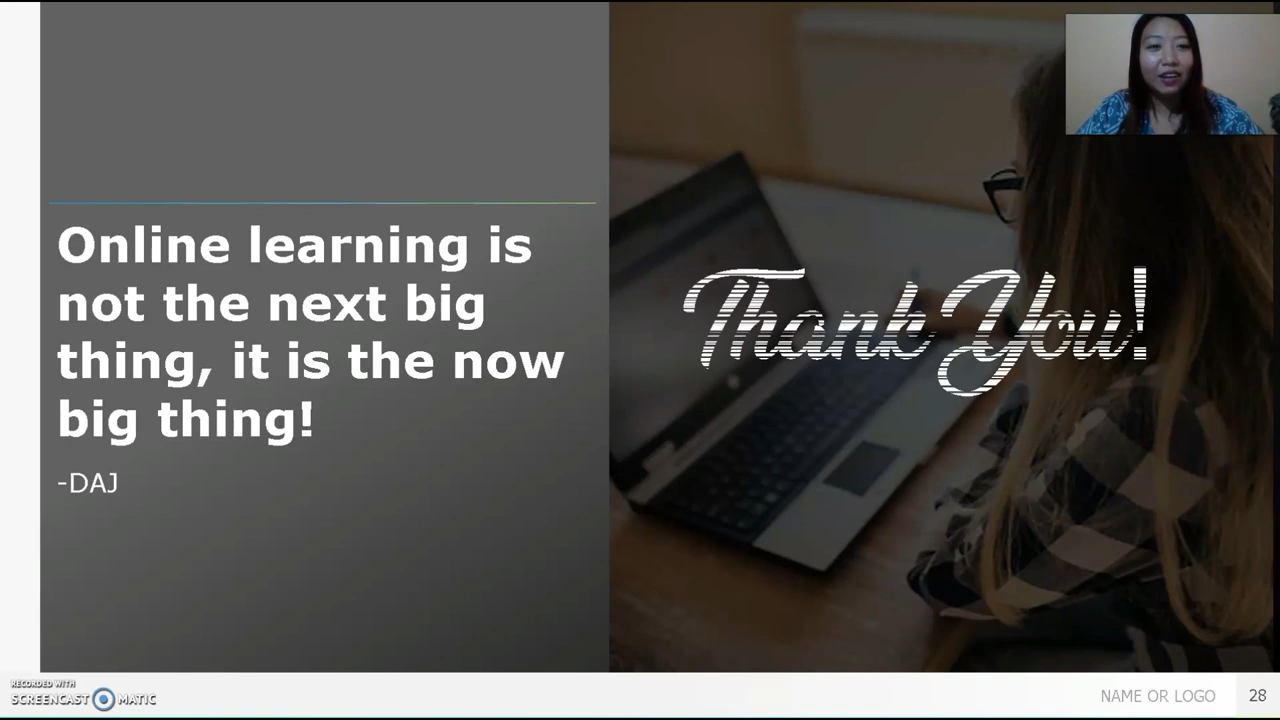 Online learning is
not the next big
thing, it is the now
big thing!
-DAJ
Thank You!
RECORDED WITH
SCREENCAST MATIC
NAME OR LOGO
28